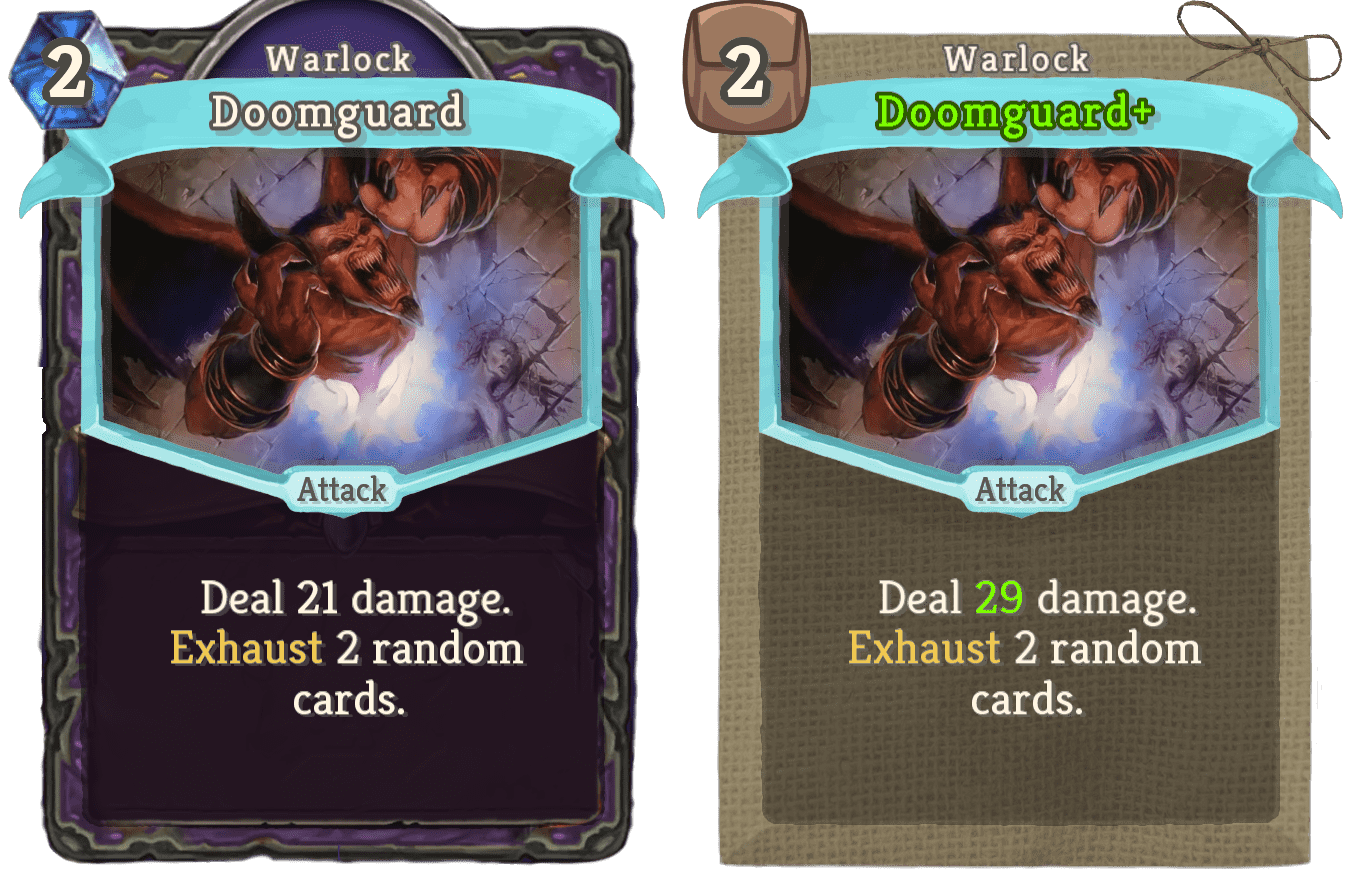 2
Warlock
Doomguard
Attack
Deal 21 damage.
Exhaust 2 random
cards.
2
Warlock
Doomguard+
Attack
Deal 29 damage.
Exhaust 2 random
cards.